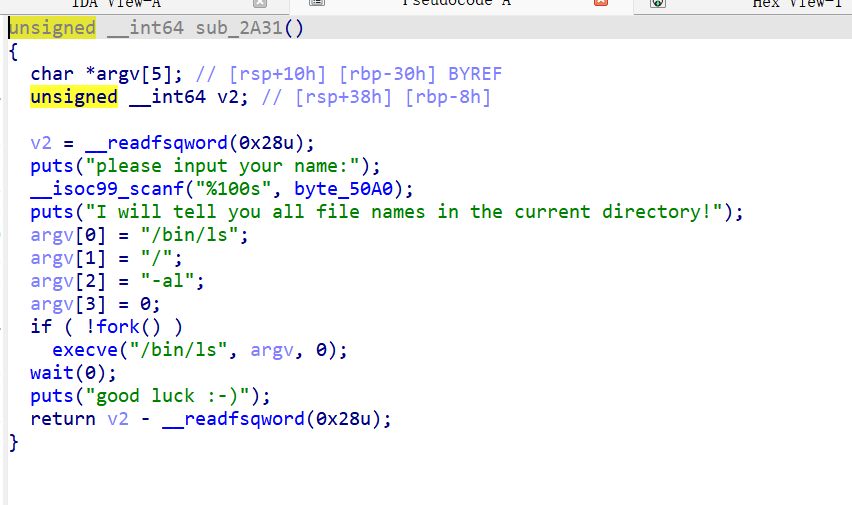 IDA View-A Pseudocode A Hex View-1
unsigned __int64 sub_2A31()
{
  char *argv[5]; // [rsp+10h] [rbp-30h] BYREF
  unsigned __int64 v2; // [rsp+38h] [rbp-8h]

  v2 = __readfsqword(0x28u);
  puts("please input your name:");
  __isoc99_scanf("%100s", byte_50A0);
  puts("I will tell you all file names in the current directory!");
  argv[0] = "/bin/ls";
  argv[1] = "/";
  argv[2] = "-al";
  argv[3] = 0;
  if ( !fork() )
    execve("/bin/ls", argv, 0);
  wait(0);
  puts("good luck :-)");
  return v2 - __readfsqword(0x28u);
}